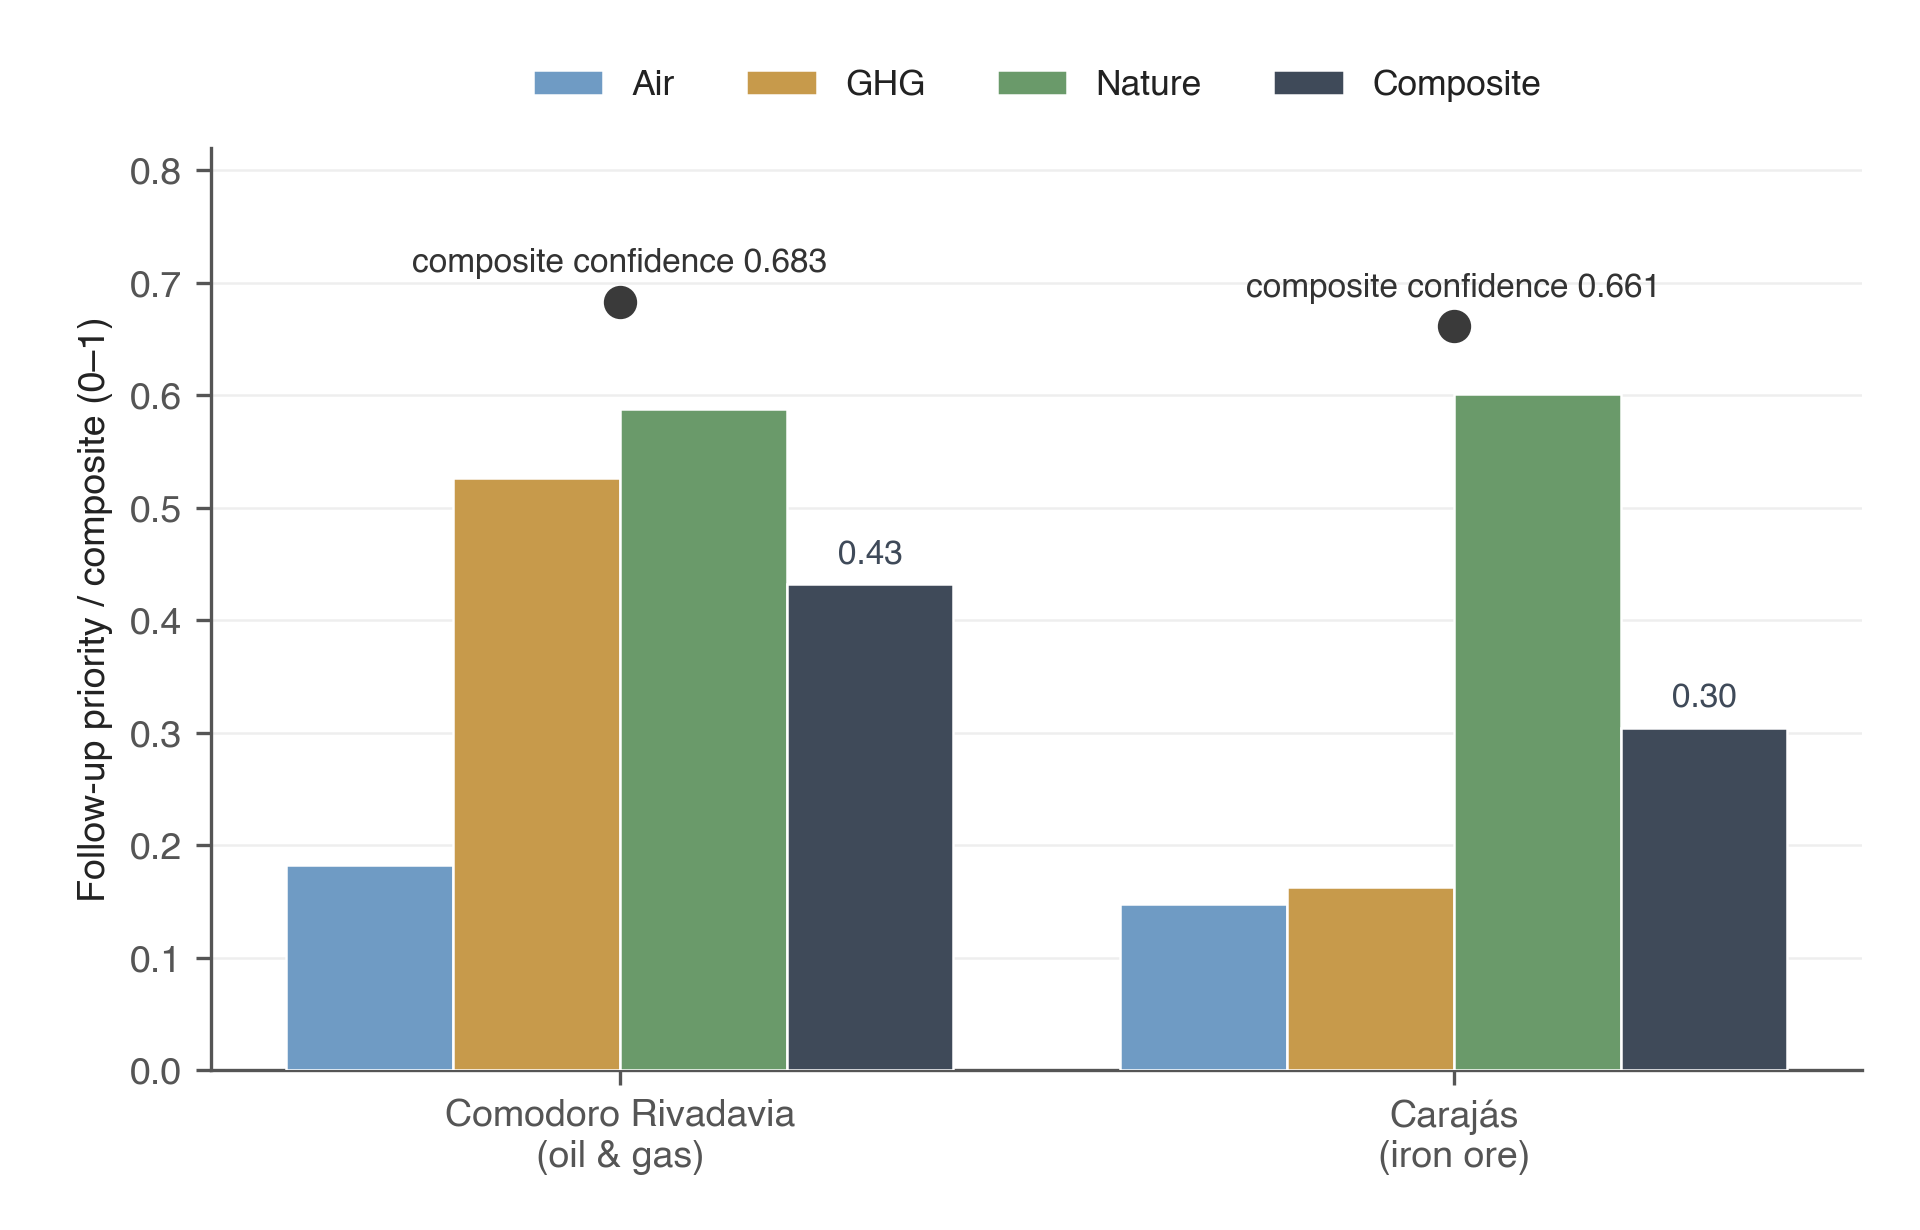 Air GHG Nature Composite
Follow-up priority / composite (0–1)
0.8
0.7
0.6
0.5
0.4
0.3
0.2
0.1
0.0
composite confidence 0.683
composite confidence 0.661
0.43
0.30
Comodoro Rivadavia
(oil & gas)
Carajás
(iron ore)